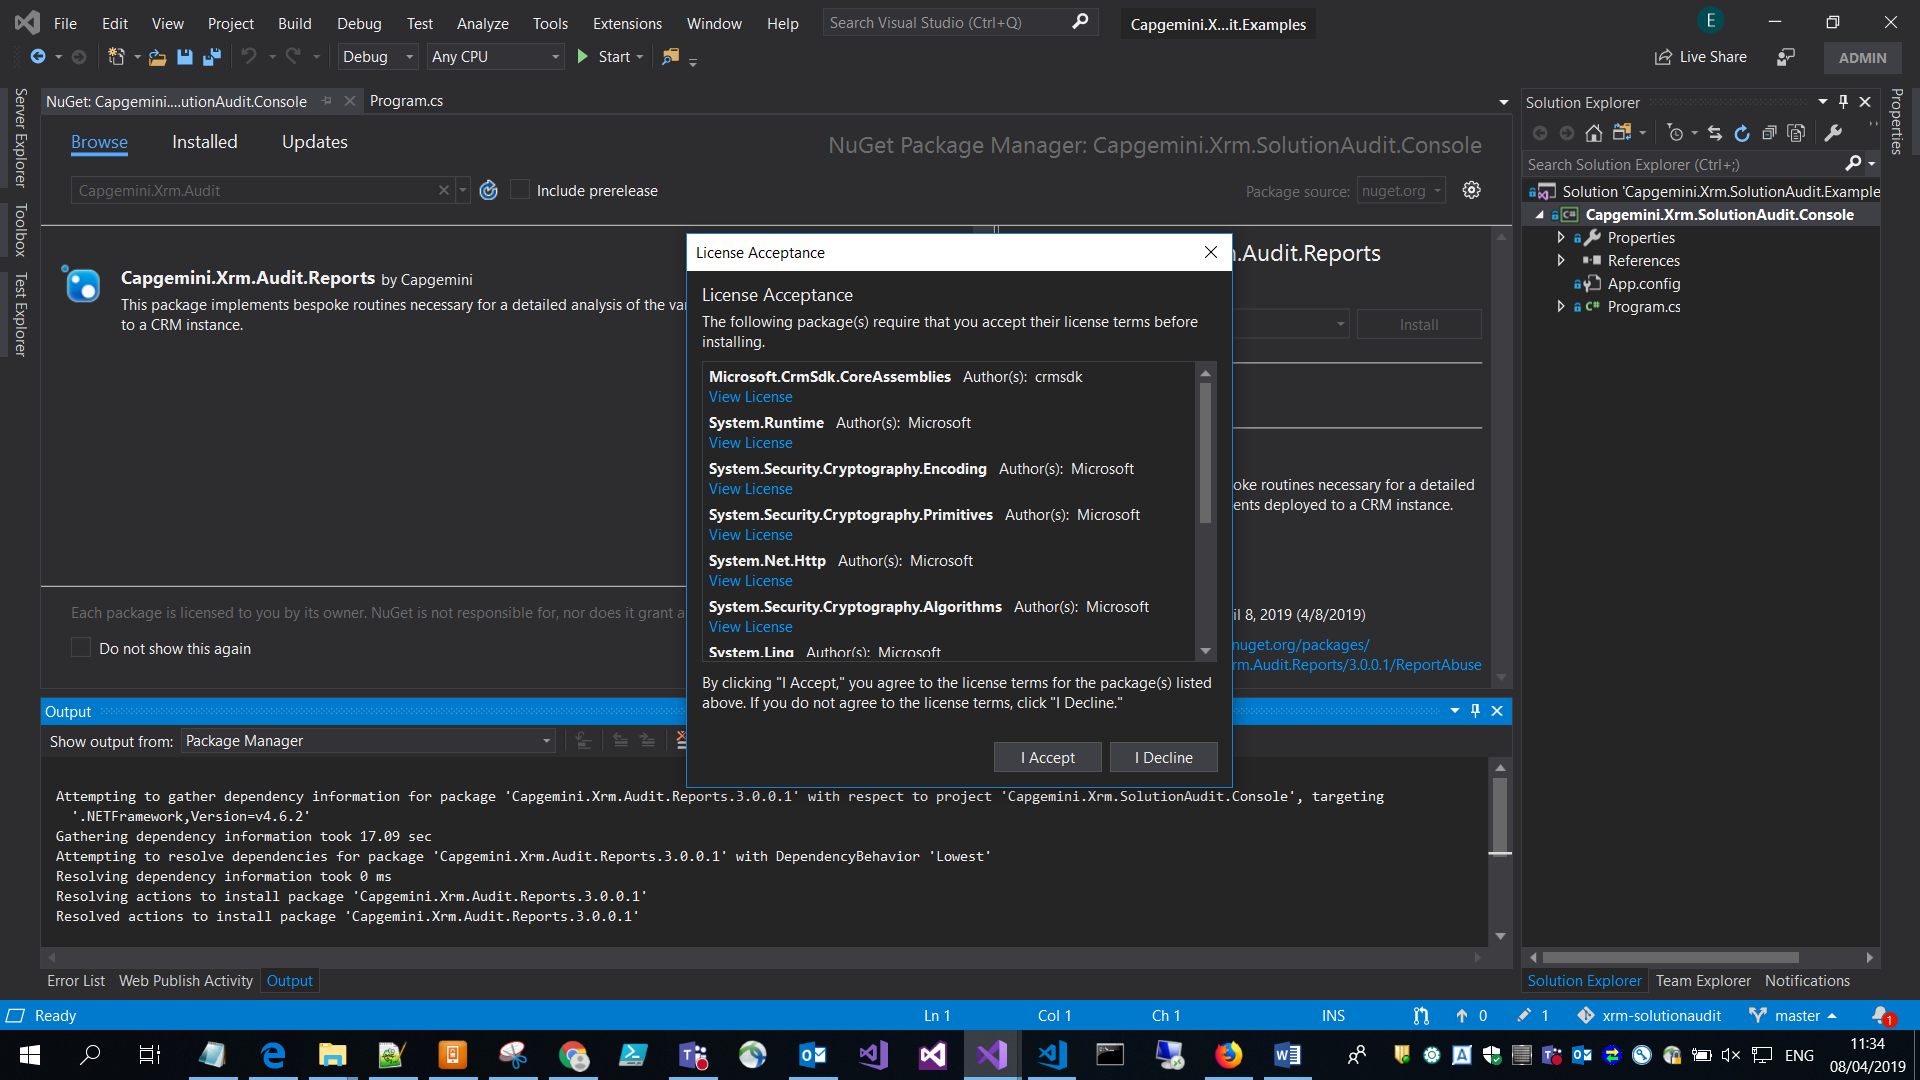 File Edit View Project Build Debug Test Analyze Tools Extensions Window Help Search Visual Studio (Ctrl+Q) Capgemini.X...it.Examples E
Debug Any CPU Start Live Share ADMIN
Server Explorer
Toolbox
Test Explorer
NuGet: Capgemini....utionAudit.Console Program.cs
Browse Installed Updates NuGet Package Manager: Capgemini.Xrm.SolutionAudit.Console
Capgemini.Xrm.Audit Include prerelease Package source: nuget.org
Capgemini.Xrm.Audit.Reports by Capgemini
This package implements bespoke routines necessary for a detailed analysis of the
to a CRM instance.
Each package is licensed to you by its owner. NuGet is not responsible for, nor does it grant
Do not show this again
License Acceptance
License Acceptance
The following package(s) require that you accept their license terms before
installing.
Microsoft.CrmSdk.CoreAssemblies Author(s): crmsdk
View License
System.Runtime Author(s): Microsoft
View License
System.Security.Cryptography.Encoding Author(s): Microsoft
View License
System.Security.Cryptography.Primitives Author(s): Microsoft
View License
System.Net.Http Author(s): Microsoft
View License
System.Security.Cryptography.Algorithms Author(s): Microsoft
View License
System.Linq Author(s): Microsoft
By clicking "I Accept," you agree to the license terms for the package(s) listed
above. If you do not agree to the license terms, click "I Decline."
I Accept I Decline
.Audit.Reports
Install
oke routines necessary for a detailed
ents deployed to a CRM instance.
il 8, 2019 (4/8/2019)
nuget.org/packages/
rm.Audit.Reports/3.0.0.1/ReportAbuse
Output
Show output from: Package Manager
Attempting to gather dependency information for package 'Capgemini.Xrm.Audit.Reports.3.0.0.1' with respect to project 'Capgemini.Xrm.SolutionAudit.Console', targeting
'.NETFramework,Version=v4.6.2'
Gathering dependency information took 17.09 sec
Attempting to resolve dependencies for package 'Capgemini.Xrm.Audit.Reports.3.0.0.1' with DependencyBehavior 'Lowest'
Resolving dependency information took 0 ms
Resolving actions to install package 'Capgemini.Xrm.Audit.Reports.3.0.0.1'
Resolved actions to install package 'Capgemini.Xrm.Audit.Reports.3.0.0.1'
Error List Web Publish Activity Output
Solution Explorer
Search Solution Explorer (Ctrl+;)
Solution 'Capgemini.Xrm.SolutionAudit.Example
Capgemini.Xrm.SolutionAudit.Console
Properties
References
App.config
Program.cs
Properties
Solution Explorer Team Explorer Notifications
Ready Ln 1 Col 1 Ch 1 INS 0 1 xrm-solutionaudit master 1
ENG 11:34
08/04/2019